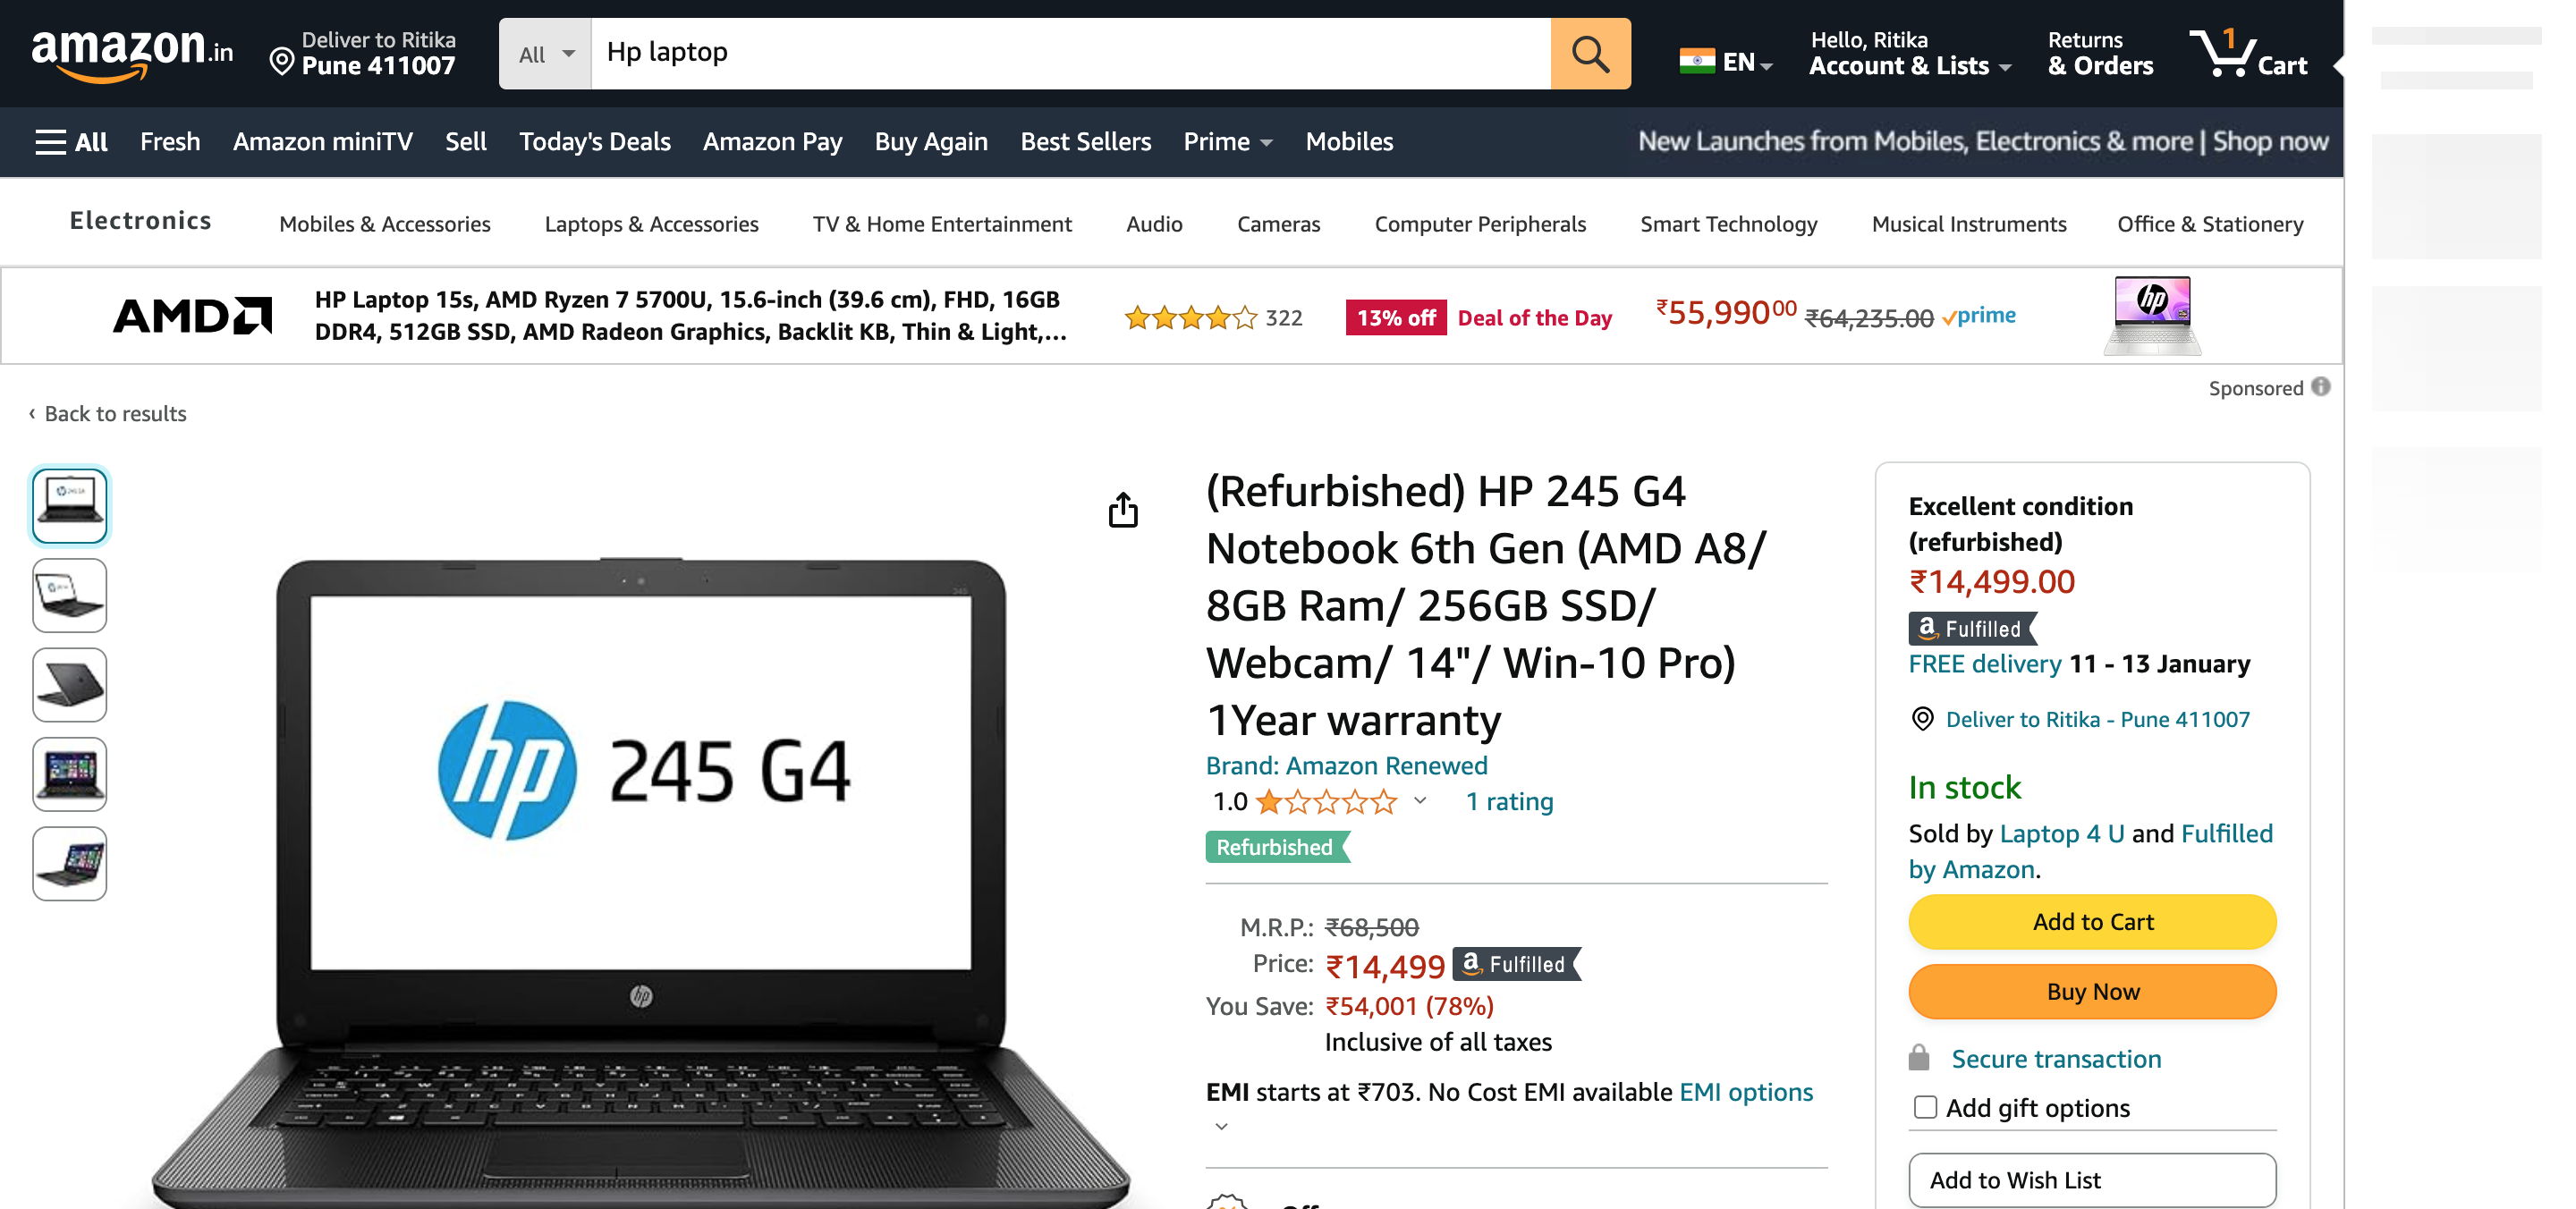 amazon.in
Deliver to Ritika
Pune 411007
All
Hp laptop
EN
Hello, Ritika
Account & Lists
Returns
& Orders
1
Cart
All
Fresh
Amazon miniTV
Sell
Today's Deals
Amazon Pay
Buy Again
Best Sellers
Prime
Mobiles
New Launches from Mobiles, Electronics & more | Shop now
Electronics
Mobiles & Accessories
Laptops & Accessories
TV & Home Entertainment
Audio
Cameras
Computer Peripherals
Smart Technology
Musical Instruments
Office & Stationery
AMD
HP Laptop 15s, AMD Ryzen 7 5700U, 15.6-inch (39.6 cm), FHD, 16GB
DDR4, 512GB SSD, AMD Radeon Graphics, Backlit KB, Thin & Light,...
322
13% off
Deal of the Day
₹55,99000
₹64,235.00
prime
hp
Sponsored
‹ Back to results
hp 245 G4
hp
(Refurbished) HP 245 G4
Notebook 6th Gen (AMD A8/
8GB Ram/ 256GB SSD/
Webcam/ 14"/ Win-10 Pro)
1Year warranty
Brand: Amazon Renewed
1.0
1 rating
Refurbished
M.R.P.: ₹68,500
Price: ₹14,499 a Fulfilled
You Save: ₹54,001 (78%)
Inclusive of all taxes
EMI starts at ₹703. No Cost EMI available EMI options
Excellent condition
(refurbished)
₹14,499.00
a Fulfilled
FREE delivery 11 - 13 January
Deliver to Ritika - Pune 411007
In stock
Sold by Laptop 4 U and Fulfilled
by Amazon.
Add to Cart
Buy Now
Secure transaction
Add gift options
Add to Wish List